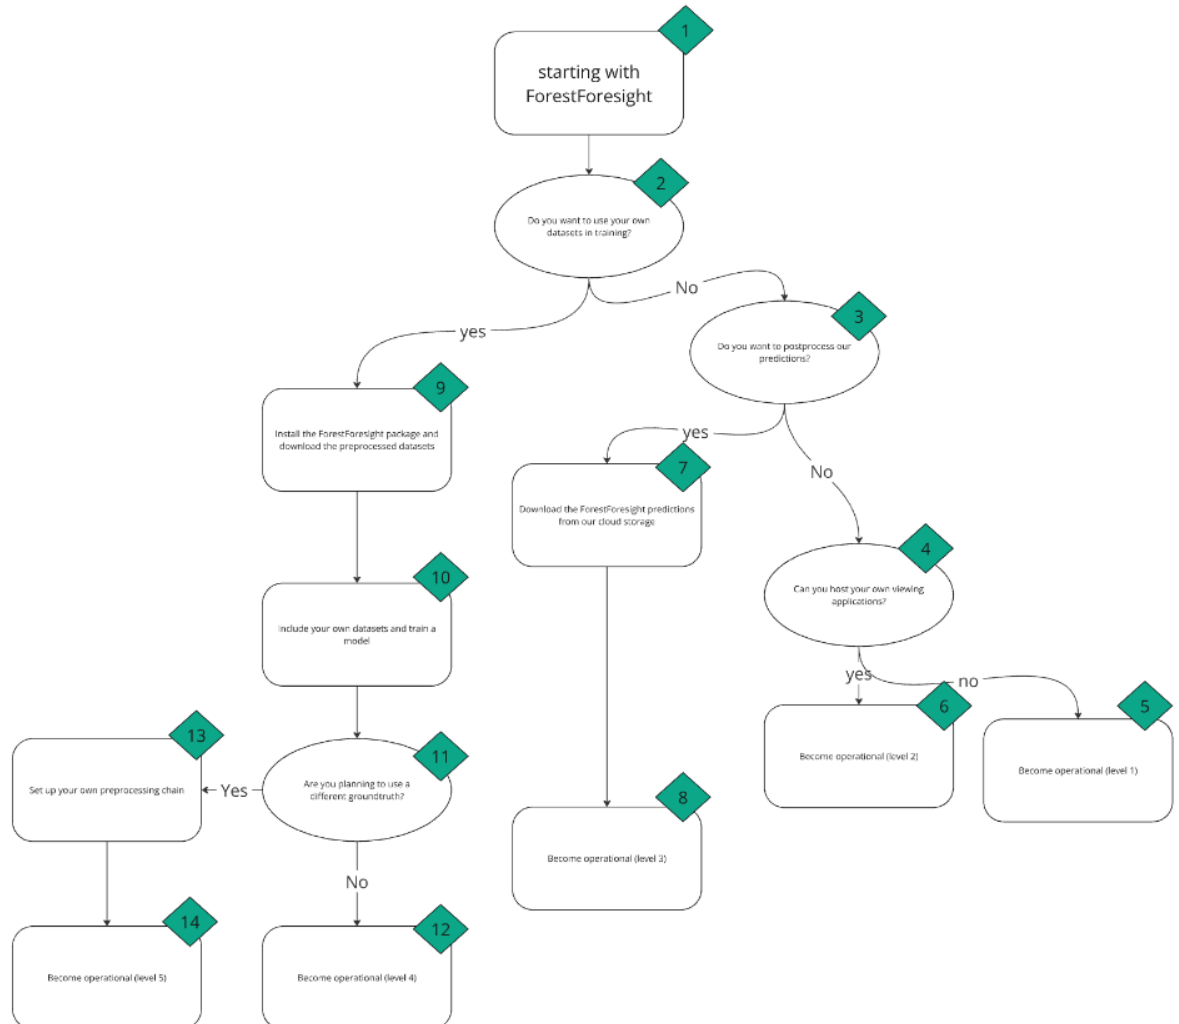 1
starting with
ForestForesight
2
Do you want to use your own
datasets in training?
No
yes
3
Do you want to postprocess our
predictions?
9
Install the ForestForesight package and
download the preprocessed datasets
yes
7
Download the ForestForesight predictions
from our cloud storage
No
4
Can you host your own viewing
applications?
10
Include your own datasets and train a
model
yes
no
6
Become operational (level 2)
5
Become operational (level 1)
13
Set up your own preprocessing chain
Yes
11
Are you planning to use a
different groundtruth?
8
Become operational (level 3)
No
14
Become operational (level 5)
12
Become operational (level 4)